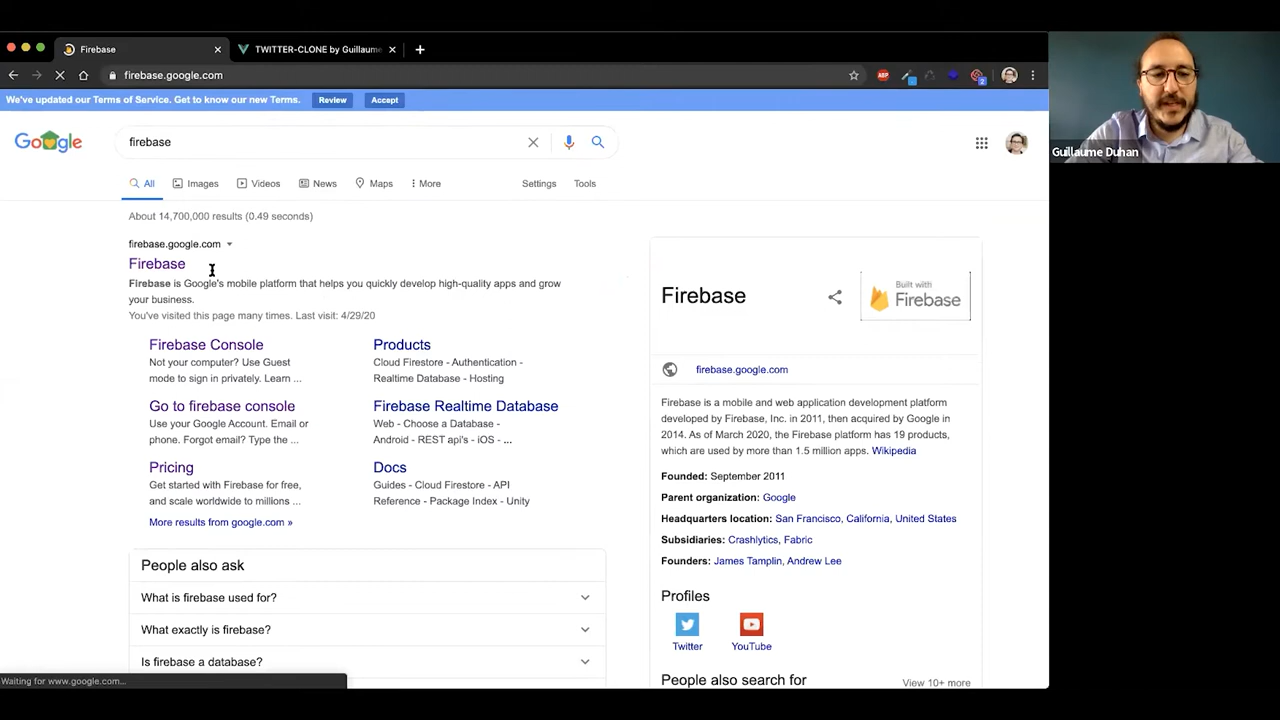 Firebase
TWITTER-CLONE by Guillaume
firebase.google.com
ABP
2
We've updated our Terms of Service. Get to know our new Terms.
Review
Accept
firebase
All
Images
Videos
News
Maps
More
Settings
Tools
About 14,700,000 results (0.49 seconds)
firebase.google.com
Firebase
Firebase is Google's mobile platform that helps you quickly develop high-quality apps and grow
your business.
You've visited this page many times. Last visit: 4/29/20
Firebase Console
Not your computer? Use Guest
mode to sign in privately. Learn ...
Products
Cloud Firestore - Authentication -
Realtime Database - Hosting
Go to firebase console
Use your Google Account. Email or
phone. Forgot email? Type the ...
Firebase Realtime Database
Web - Choose a Database -
Android - REST api's - iOS - ...
Pricing
Get started with Firebase for free,
and scale worldwide to millions ...
Docs
Guides - Cloud Firestore - API
Reference - Package Index - Unity
More results from google.com »
People also ask
What is firebase used for?
What exactly is firebase?
Is firebase a database?
Waiting for www.google.com...
Firebase
Built with
Firebase
firebase.google.com
Firebase is a mobile and web application development platform
developed by Firebase, Inc. in 2011, then acquired by Google in
2014. As of March 2020, the Firebase platform has 19 products,
which are used by more than 1.5 million apps. Wikipedia
Founded: September 2011
Parent organization: Google
Headquarters location: San Francisco, California, United States
Subsidiaries: Crashlytics, Fabric
Founders: James Tamplin, Andrew Lee
Profiles
Twitter
YouTube
People also search for
View 10+ more
Guillaume Duhan